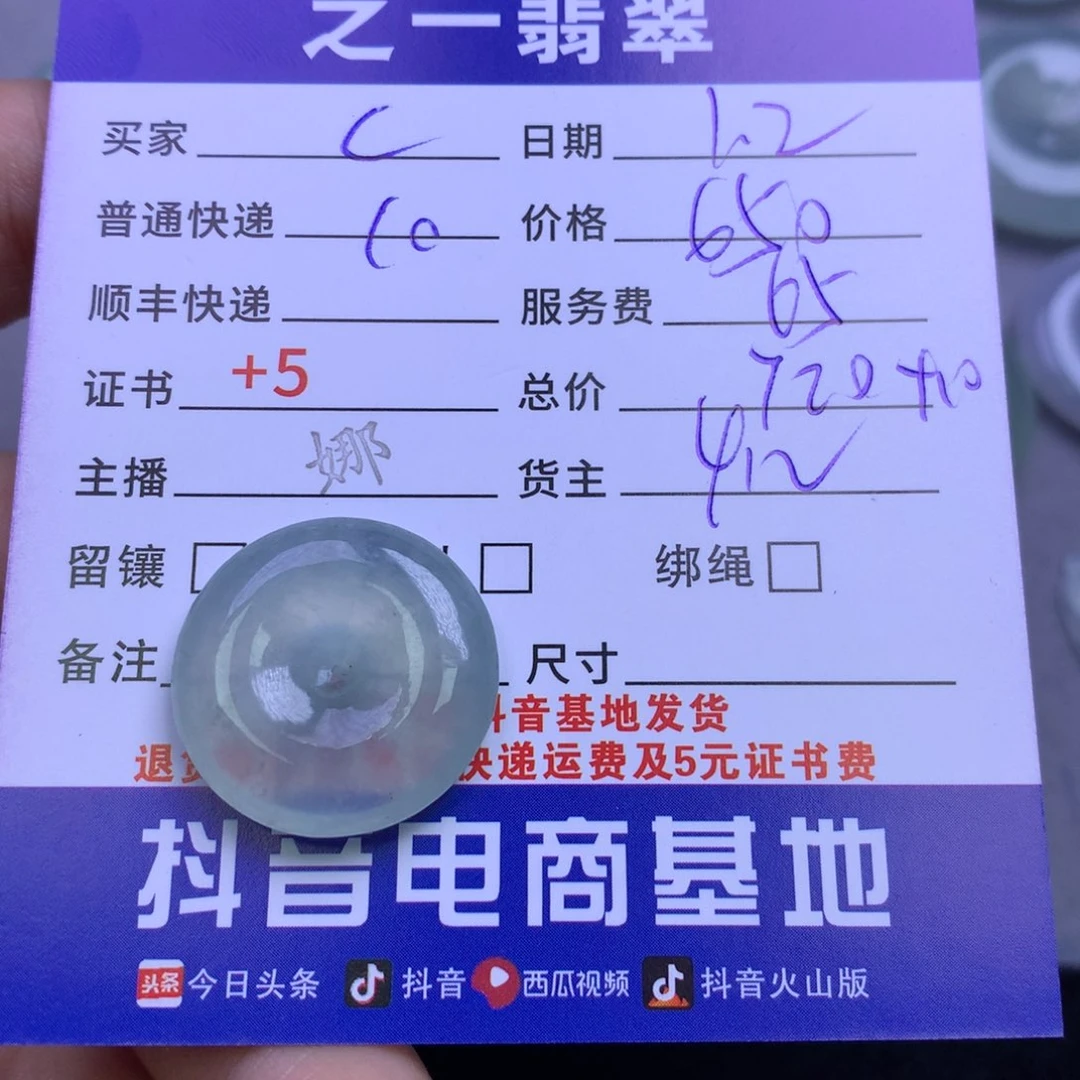 之一翡翠
买家 C 日期 1.2
普通快递 10 价格 650
顺丰快递 服务费 65
证书 +5 总价 720+10
主播 娜 货主 412
留镶 绑绳
备注 尺寸
抖音基地发货
退 快递运费及5元证书费
抖音电商基地
头条 今日头条 抖音 西瓜视频 抖音火山版